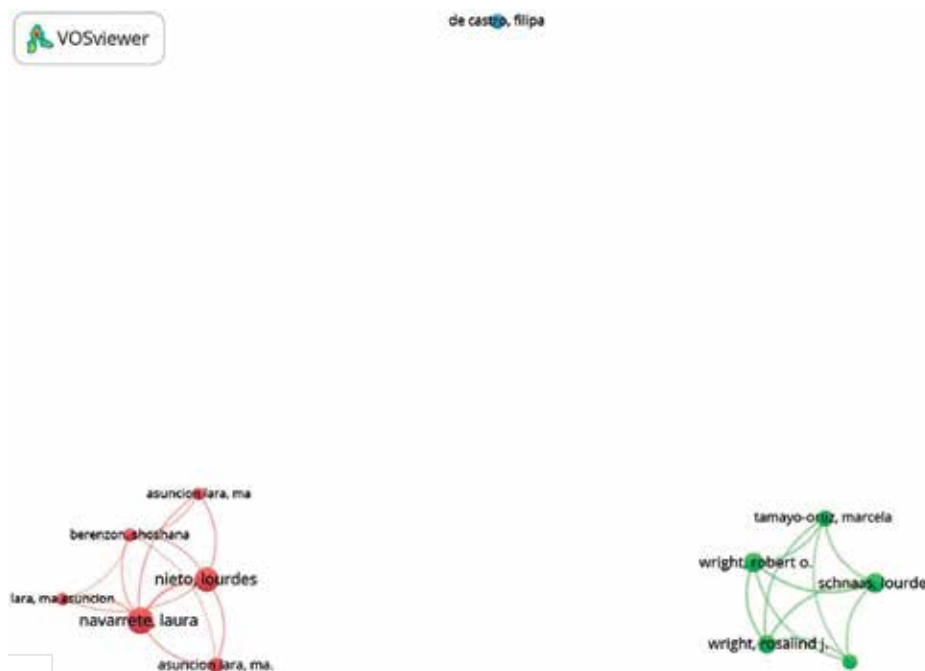 VOSviewer
de castro, filipa
asuncion lara, ma
berenzon, shoshana
nieto, lourdes
lara, ma asuncion
navarrete, laura
asuncion lara, ma.
tamayo-ortiz, marcela
wright, robert o.
schnaas, lourde
wright, rosalind j.